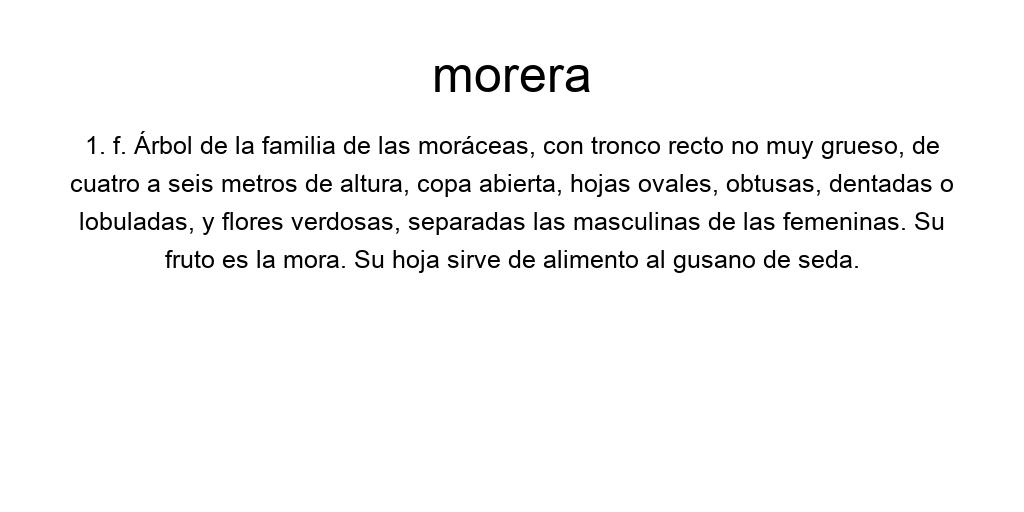 morera
1. f. Árbol de la familia de las moráceas, con tronco recto no muy grueso, de
cuatro a seis metros de altura, copa abierta, hojas ovales, obtusas, dentadas o
lobuladas, y flores verdosas, separadas las masculinas de las femeninas. Su
fruto es la mora. Su hoja sirve de alimento al gusano de seda.